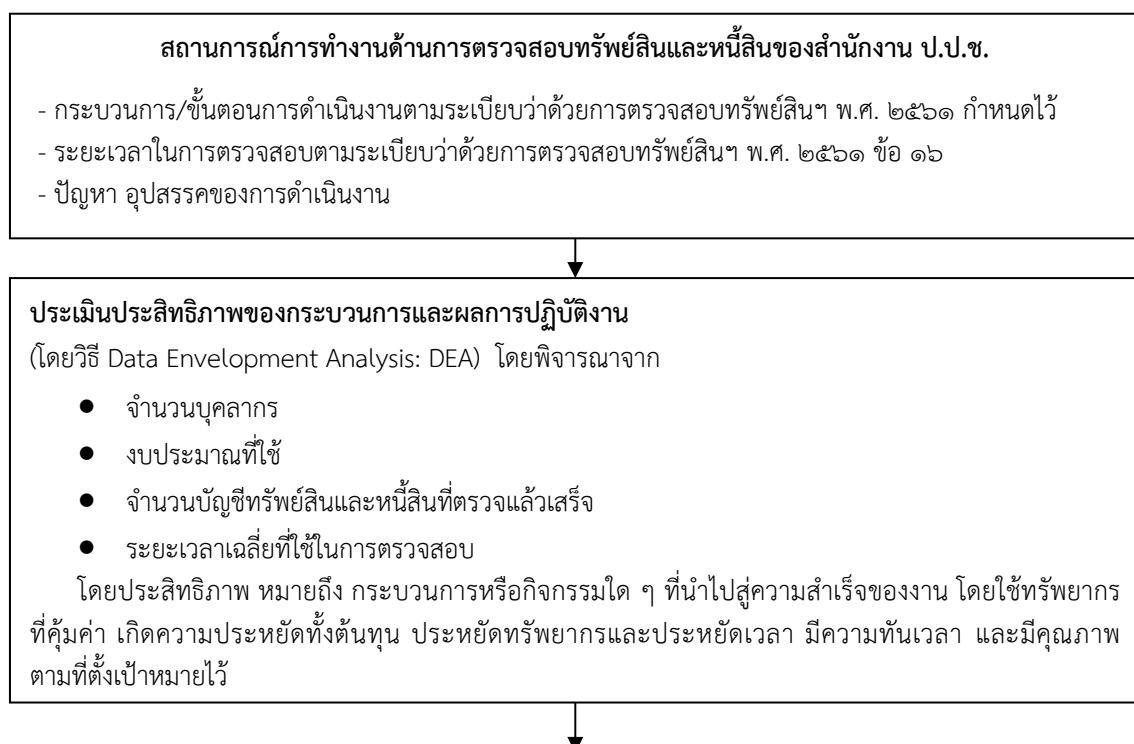 สถานการณ์การทำงานด้านการตรวจสอบทรัพย์สินและหนี้สินของสำนักงาน ป.ป.ช.
- กระบวนการ/ขั้นตอนการดำเนินงานตามระเบียบว่าด้วยการตรวจสอบทรัพย์สินฯ พ.ศ. ๒๕๖๑ กำหนดไว้
- ระยะเวลาในการตรวจสอบตามระเบียบว่าด้วยการตรวจสอบทรัพย์สินฯ พ.ศ. ๒๕๖๑ ข้อ ๑๖
- ปัญหา อุปสรรคของการดำเนินงาน
ประเมินประสิทธิภาพของกระบวนการและผลการปฏิบัติงาน
(โดยวิธี Data Envelopment Analysis: DEA) โดยพิจารณาจาก
● จำนวนบุคลากร
● งบประมาณที่ใช้
● จำนวนบัญชีทรัพย์สินและหนี้สินที่ตรวจแล้วเสร็จ
● ระยะเวลาเฉลี่ยที่ใช้ในการตรวจสอบ
โดยประสิทธิภาพ หมายถึง กระบวนการหรือกิจกรรมใด ๆ ที่นำไปสู่ความสำเร็จของงาน โดยใช้ทรัพยากร
ที่คุ้มค่า เกิดความประหยัดทั้งต้นทุน ประหยัดทรัพยากรและประหยัดเวลา มีความทันเวลา และมีคุณภาพ
ตามที่ตั้งเป้าหมายไว้